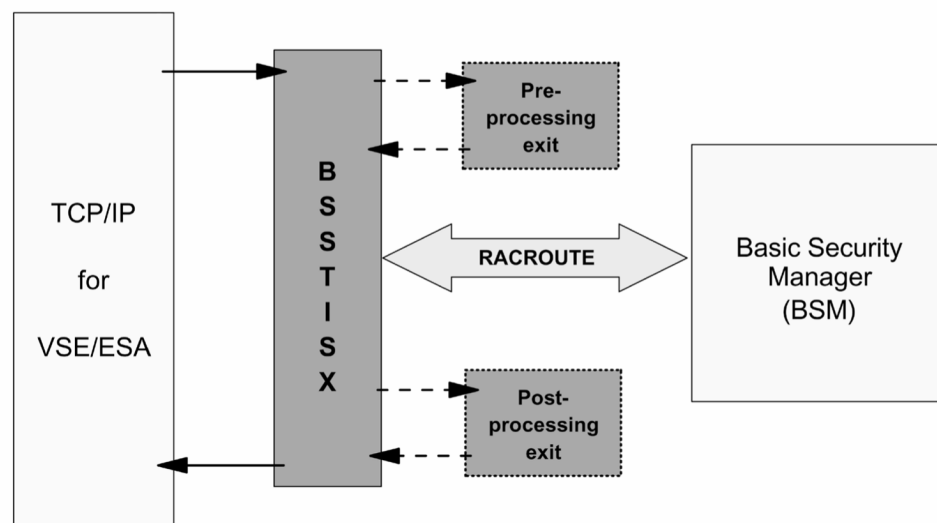 TCP/IP
for
VSE/ESA
B
S
S
T
I
S
X
Pre-
processing
exit
RACROUTE
Post-
processing
exit
Basic Security
Manager
(BSM)